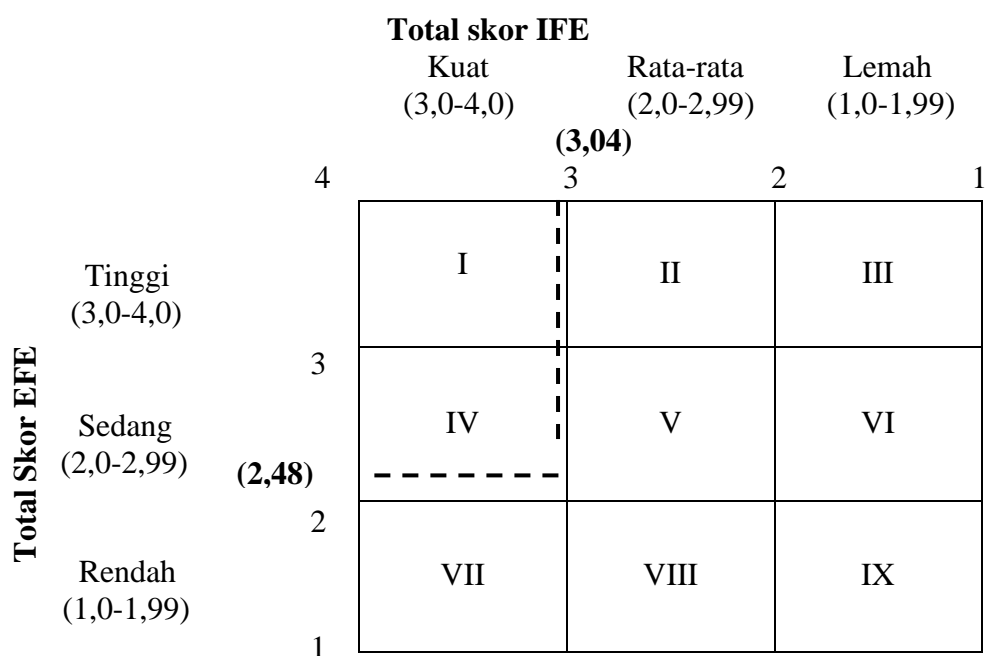 Total skor IFE
Kuat Rata-rata Lemah
(3,0-4,0) (2,0-2,99) (1,0-1,99)
(3,04)
4 3 2 1
I II III
Tinggi
(3,0-4,0)
3
Total Skor EFE
IV V VI
Sedang
(2,0-2,99)
(2,48)
2
VII VIII IX
Rendah
(1,0-1,99)
1